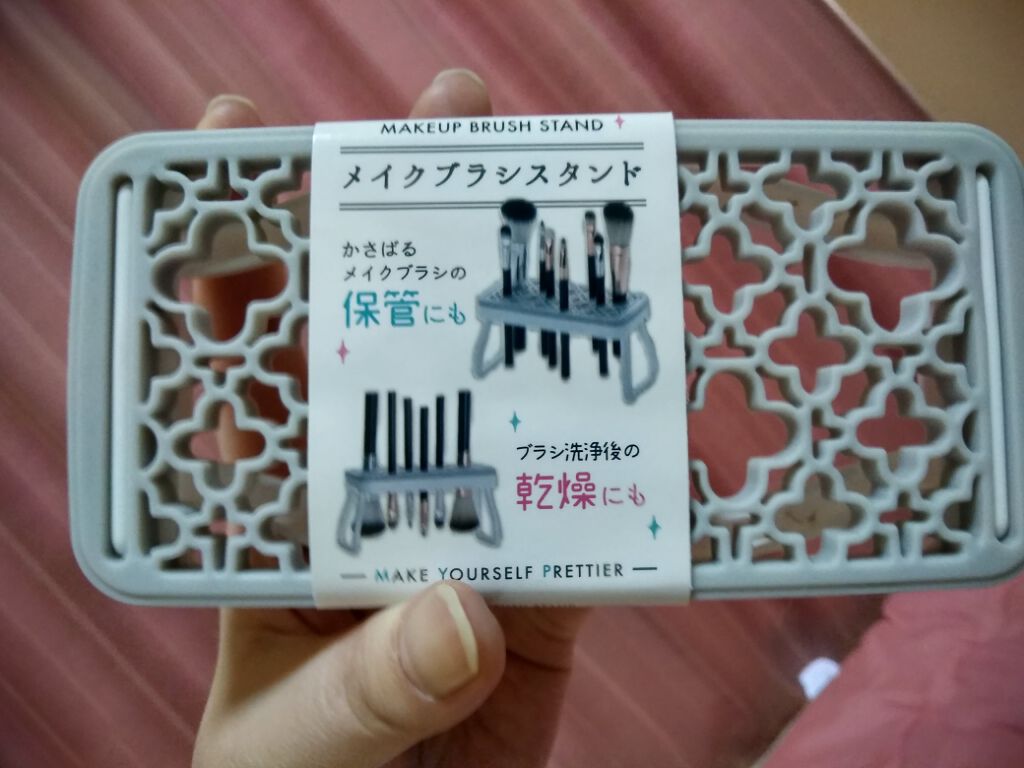 MAKEUP BRUSH STAND
メイクブラシスタンド
かさばる
メイクブラシの
保管にも
ブラシ洗浄後の
乾燥にも
MAKE YOURSELF PRETTIER